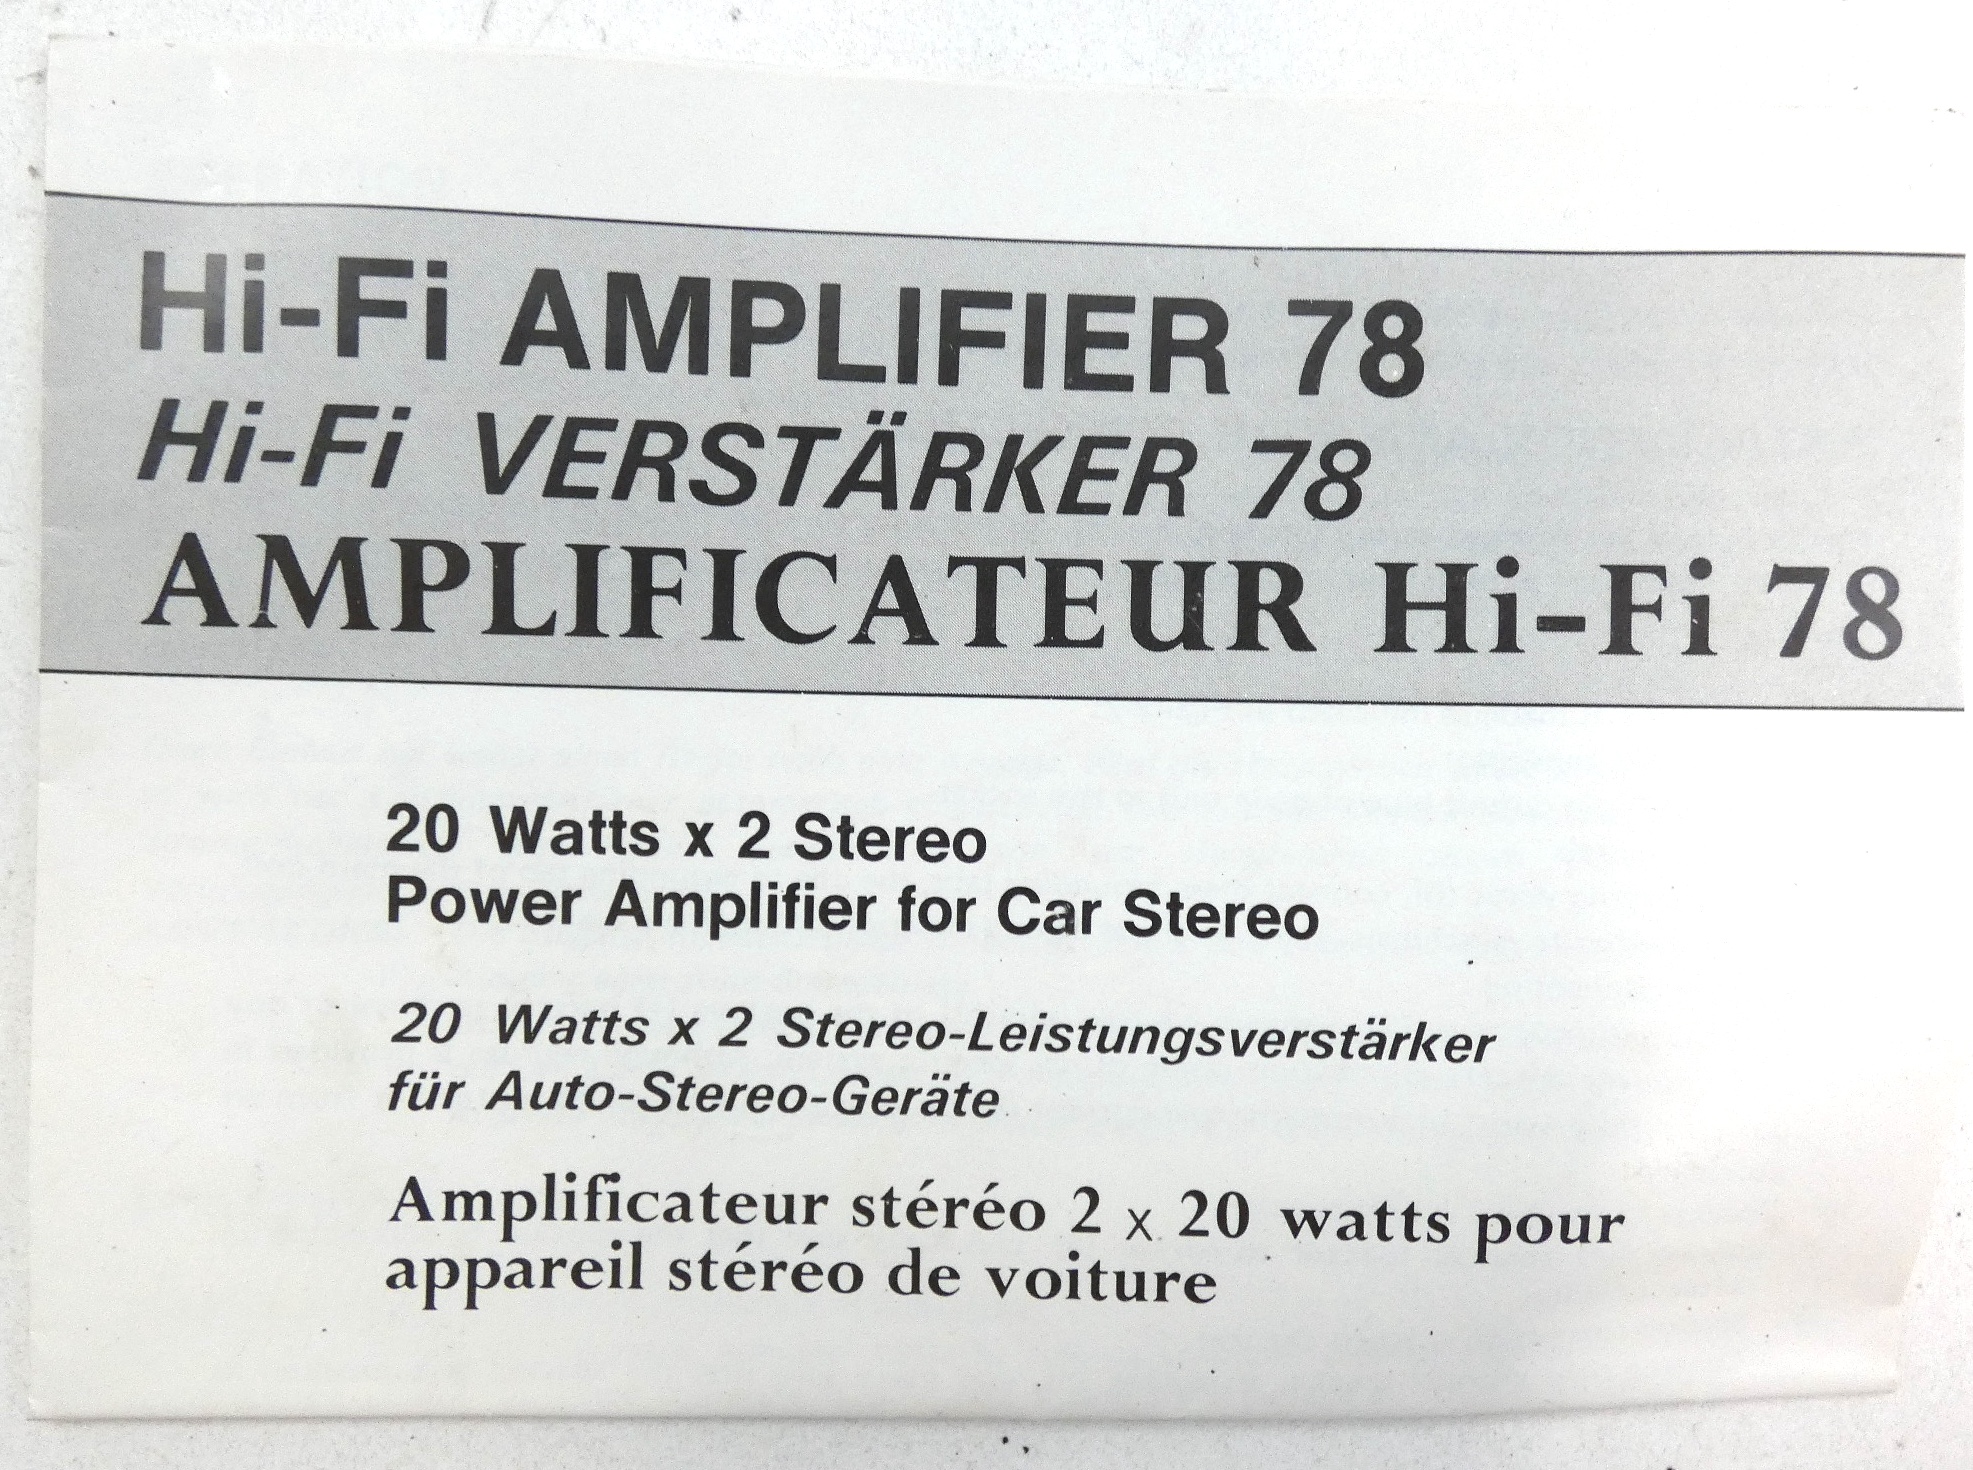 Hi-Fi AMPLIFIER 78
Hi-Fi VERSTÄRKER 78
AMPLIFICATEUR Hi-Fi 78
20 Watts x 2 Stereo
Power Amplifier for Car Stereo
20 Watts x 2 Stereo-Leistungsverstärker
für Auto-Stereo-Geräte
Amplificateur stéréo 2 x 20 watts pour
appareil stéréo de voiture